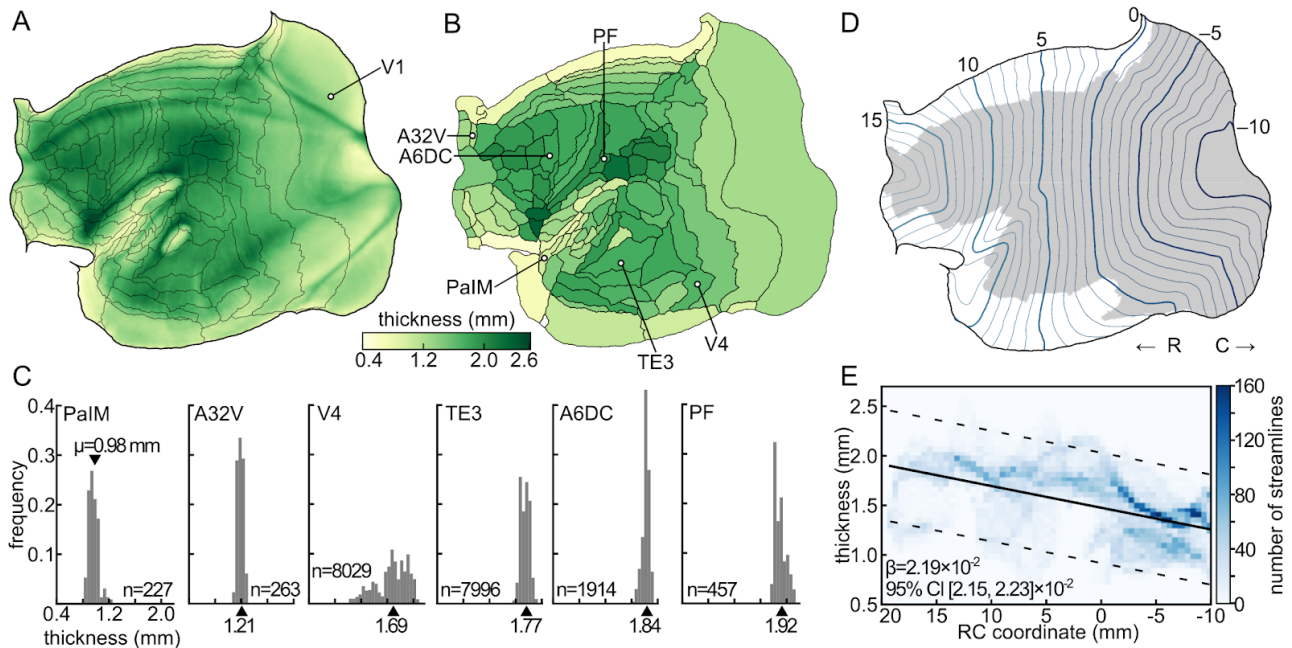 A
V1
B
PF
A32V
A6DC
PaIM
TE3
V4
thickness (mm)
0.4 1.2 2.0 2.6
D
0
5
-5
10
15
-10
← R C →
C
PaIM A32V V4 TE3 A6DC PF
0.4
0.3
0.2
0.1
frequency
μ=0.98 mm
n=227 n=263 n=8029 n=7996 n=1914 n=457
0.4 1.2 2.0
thickness (mm)
1.21 1.69 1.77 1.84 1.92
E
2.5
2.0
1.5
1.0
0.5
thickness (mm)
β=2.19×10⁻²
95% CI [2.15, 2.23]×10⁻²
20 15 10 5 0 -5 -10
RC coordinate (mm)
160
120
80
40
0
number of streamlines